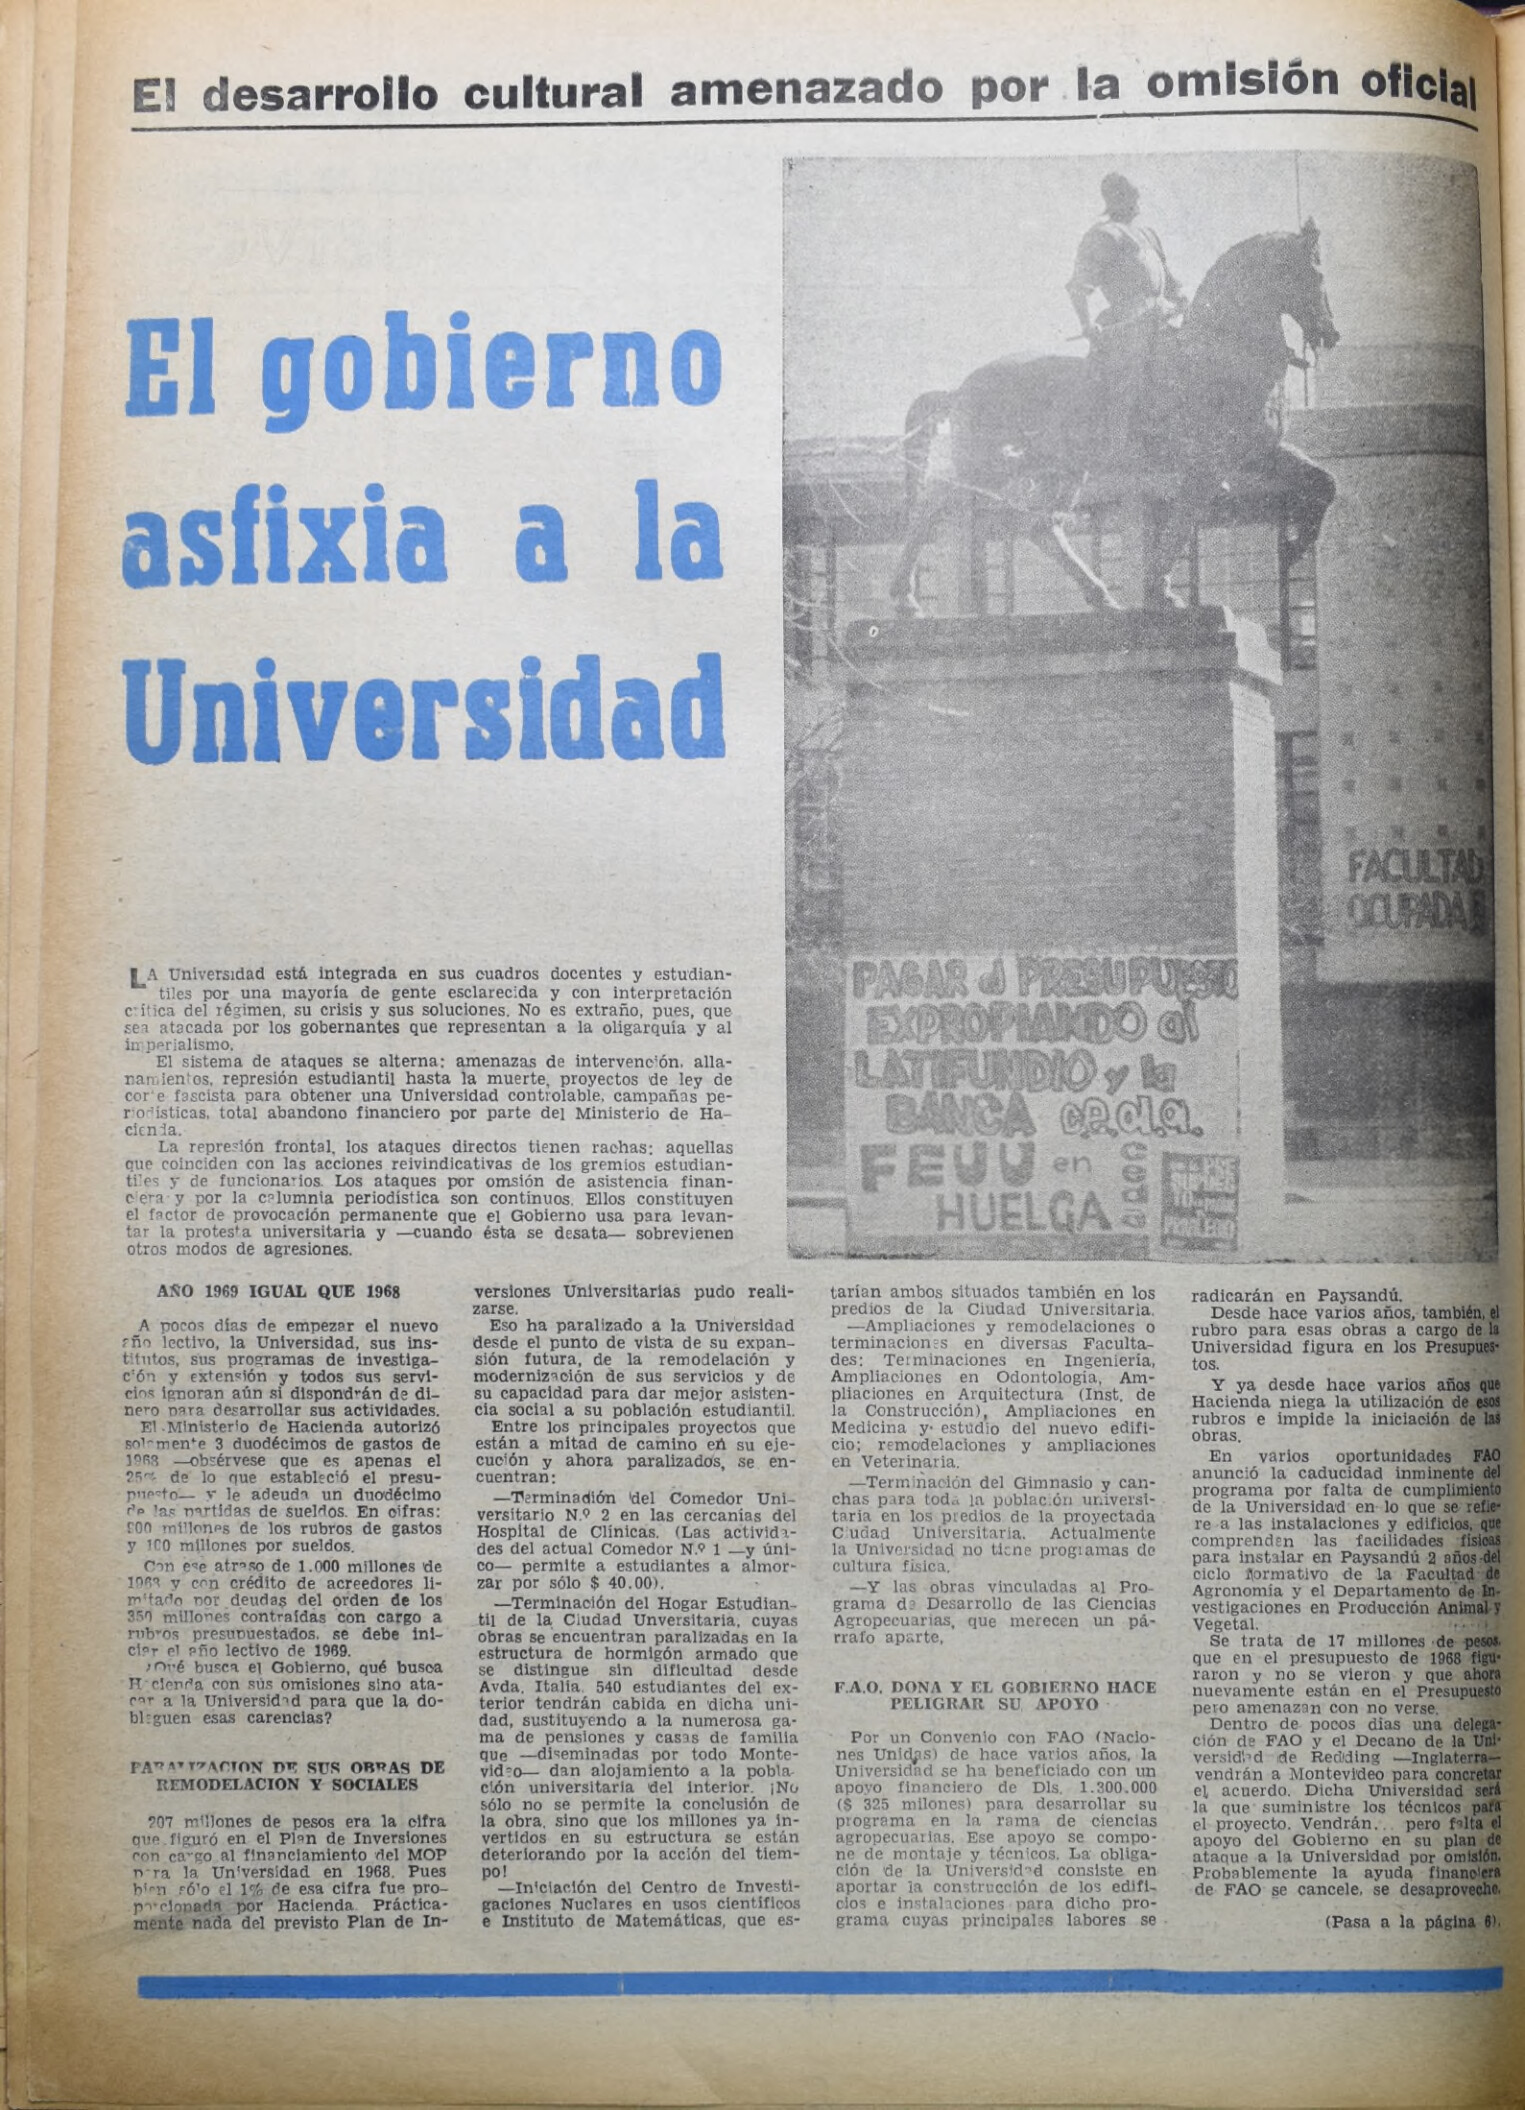 El desarrollo cultural amenazado por la omisión oficial
El gobierno
asfixia a la
Universidad
FACULTAD
OCUPADA
PAGAR el PRESUPUESTO
EXPROPIANDO al
LATIFUNDIO y la
BANCA c.e.d.a.
FEUU en
HUELGA
ceda
LA Universidad está integrada en sus cuadros docentes y estudian-
tiles por una mayoría de gente esclarecida y con interpretación
crítica del régimen, su crisis y sus soluciones. No es extraño, pues, que
sea atacada por los gobernantes que representan a la oligarquía y al
imperialismo.
El sistema de ataques se alterna: amenazas de intervención, alla-
namientos, represión estudiantil hasta la muerte, proyectos de ley de
corte fascista para obtener una Universidad controlable, campañas pe-
riodísticas, total abandono financiero por parte del Ministerio de Ha-
cienda.
La represión frontal, los ataques directos tienen rachas: aquellas
que coinciden con las acciones reivindicativas de los gremios estudian-
tiles y de funcionarios. Los ataques por omsión de asistencia finan-
ciera y por la calumnia periodística son continuos. Ellos constituyen
el factor de provocación permanente que el Gobierno usa para levan-
tar la protesta universitaria y —cuando ésta se desata— sobrevienen
otros modos de agresiones.
AÑO 1969 IGUAL QUE 1968
A pocos días de empezar el nuevo
año lectivo, la Universidad, sus ins-
titutos, sus programas de investiga-
ción y extensión y todos sus servi-
cios ignoran aún si dispondrán de di-
nero para desarrollar sus actividades.
El Ministerio de Hacienda autorizó
solamente 3 duodécimos de gastos de
1968 —obsérvese que es apenas el
25% de lo que estableció el presu-
puesto— y le adeuda un duodécimo
de las partidas de sueldos. En cifras:
900 millones de los rubros de gastos
y 100 millones por sueldos.
Con ese atraso de 1.000 millones de
1968 y con crédito de acreedores li-
mitado por deudas del orden de los
350 millones contraídas con cargo a
rubros presupuestados, se debe ini-
ciar el año lectivo de 1969.
¿Qué busca el Gobierno, qué busca
Hacienda con sus omisiones sino ata-
car a la Universidad para que la do-
bleguen esas carencias?
PARALIZACION DE SUS OBRAS DE
REMODELACION Y SOCIALES
207 millones de pesos era la cifra
que figuró en el Plan de Inversiones
con cargo al financiamiento del MOP
para la Universidad en 1968. Pues
bien sólo el 1% de esa cifra fue pro-
porcionada por Hacienda Práctica-
mente nada del previsto Plan de In-
versiones Universitarias pudo reali-
zarse.
Eso ha paralizado a la Universidad
desde el punto de vista de su expan-
sión futura, de la remodelación y
modernización de sus servicios y de
su capacidad para dar mejor asisten-
cia social a su población estudiantil.
Entre los principales proyectos que
están a mitad de camino en su eje-
cución y ahora paralizados, se en-
cuentran:
—Terminadión del Comedor Uni-
versitario N.º 2 en las cercanías del
Hospital de Clínicas. (Las activida-
des del actual Comedor N.º 1 —y úni-
co— permite a estudiantes a almor-
zar por sólo $ 40.00).
—Terminación del Hogar Estudian-
til de la Ciudad Unversitaria, cuyas
obras se encuentran paralizadas en la
estructura de hormigón armado que
se distingue sin dificultad desde
Avda. Italia. 540 estudiantes del ex-
terior tendrán cabida en dicha uni-
dad, sustituyendo a la numerosa ga-
ma de pensiones y casas de familia
que —diseminadas por todo Monte-
video— dan alojamiento a la pobla-
ción universitaria del interior. ¡No
sólo no se permite la conclusión de
la obra, sino que los millones ya in-
vertidos en su estructura se están
deteriorando por la acción del tiem-
po!
—Iniciación del Centro de Investi-
gaciones Nuclares en usos científicos
e Instituto de Matemáticas, que es-
tarían ambos situados también en los
predios de la Ciudad Universitaria.
—Ampliaciones y remodelaciones o
terminaciones en diversas Faculta-
des: Terminaciones en Ingeniería,
Ampliaciones en Odontología, Am-
pliaciones en Arquitectura (Inst. de
la Construcción), Ampliaciones en
Medicina y estudio del nuevo edifi-
cio; remodelaciones y ampliaciones
en Veterinaria.
—Terminación del Gimnasio y can-
chas para toda la población universi-
taria en los predios de la proyectada
Ciudad Universitaria. Actualmente
la Universidad no tiene programas de
cultura física.
—Y las obras vinculadas al Pro-
grama de Desarrollo de las Ciencias
Agropecuarias, que merecen un pá-
rrafo aparte.
F.A.O. DONA Y EL GOBIERNO HACE
PELIGRAR SU APOYO
Por un Convenio con FAO (Nacio-
nes Unidas) de hace varios años, la
Universidad se ha beneficiado con un
apoyo financiero de Dls. 1.300.000
($ 325 milones) para desarrollar su
programa en la rama de ciencias
agropecuarias. Ese apoyo se compo-
ne de montaje y técnicos. La obliga-
ción de la Universidad consiste en
aportar la construcción de los edifi-
cios e instalaciones para dicho pro-
grama cuyas principales labores se
radicarán en Paysandú.
Desde hace varios años, también, el
rubro para esas obras a cargo de la
Universidad figura en los Presupues-
tos.
Y ya desde hace varios años que
Hacienda niega la utilización de esos
rubros e impide la iniciación de las
obras.
En varios oportunidades FAO
anunció la caducidad inminente del
programa por falta de cumplimiento
de la Universidad en lo que se refie-
re a las instalaciones y edificios, que
comprenden las facilidades físicas
para instalar en Paysandú 2 años del
ciclo formativo de la Facultad de
Agronomía y el Departamento de In-
vestigaciones en Producción Animal y
Vegetal.
Se trata de 17 millones de pesos,
que en el presupuesto de 1968 figu-
raron y no se vieron y que ahora
nuevamente están en el Presupuesto
pero amenazan con no verse.
Dentro de pocos días una delega-
ción de FAO y el Decano de la Uni-
versidad de Redding —Inglaterra—
vendrán a Montevideo para concretar
el acuerdo. Dicha Universidad será
la que suministre los técnicos para
el proyecto. Vendrán... pero falta el
apoyo del Gobierno en su plan de
ataque a la Universidad por omisión.
Probablemente la ayuda financiera
de FAO se cancele, se desaproveche.
(Pasa a la página 6).